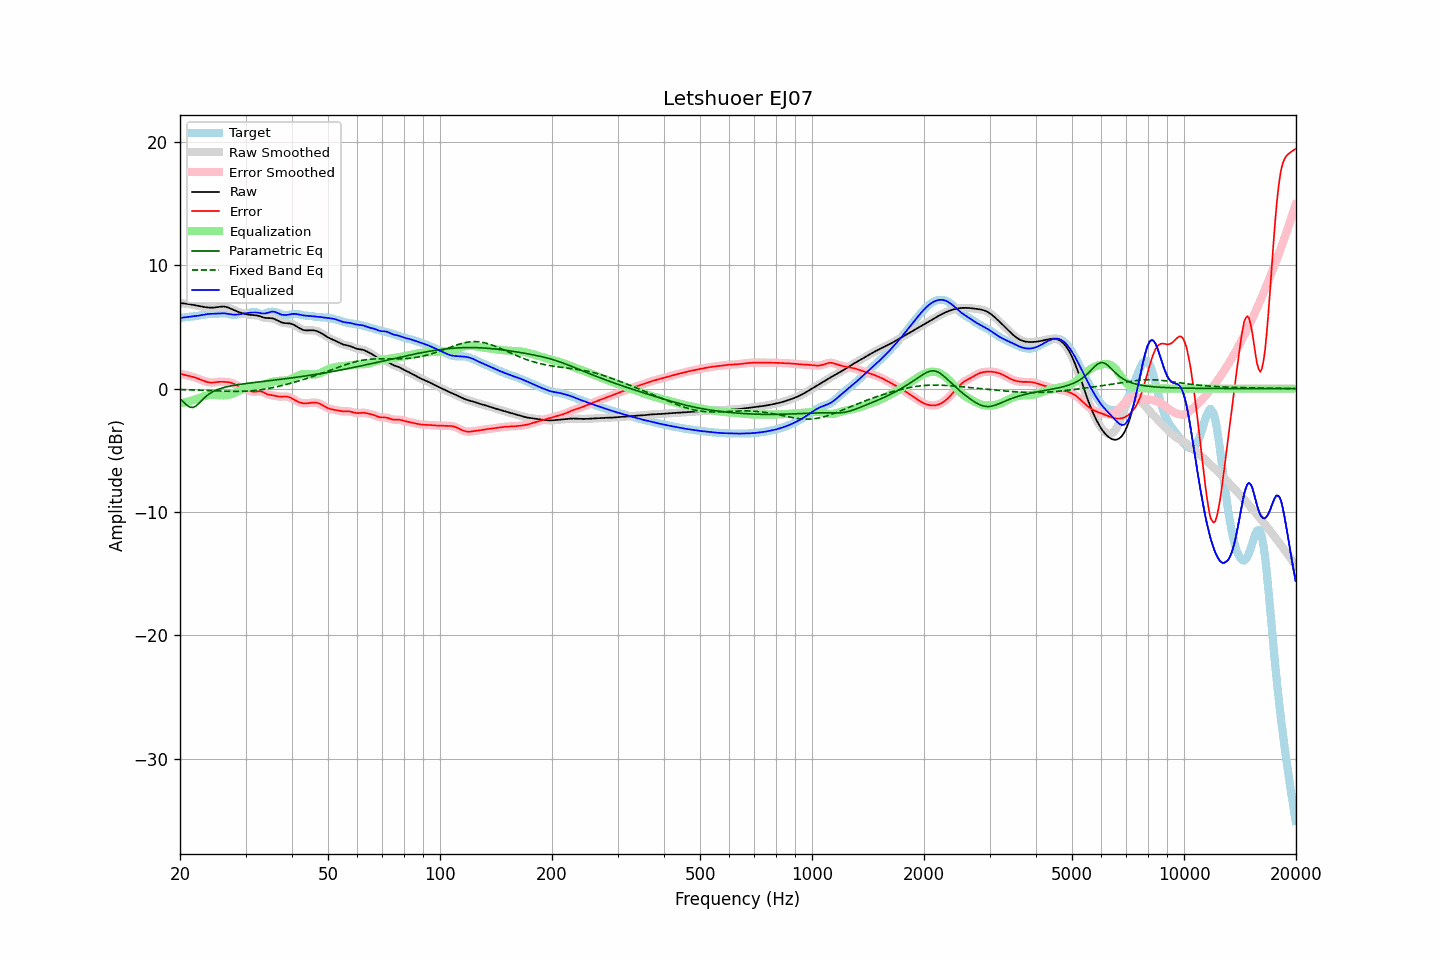 Letshuoer EJ07
Target
Raw Smoothed
Error Smoothed
Raw
Error
Equalization
Parametric Eq
Fixed Band Eq
Equalized
20
10
0
−10
−20
−30
Amplitude (dBr)
20 50 100 200 500 1000 2000 5000 10000 20000
Frequency (Hz)